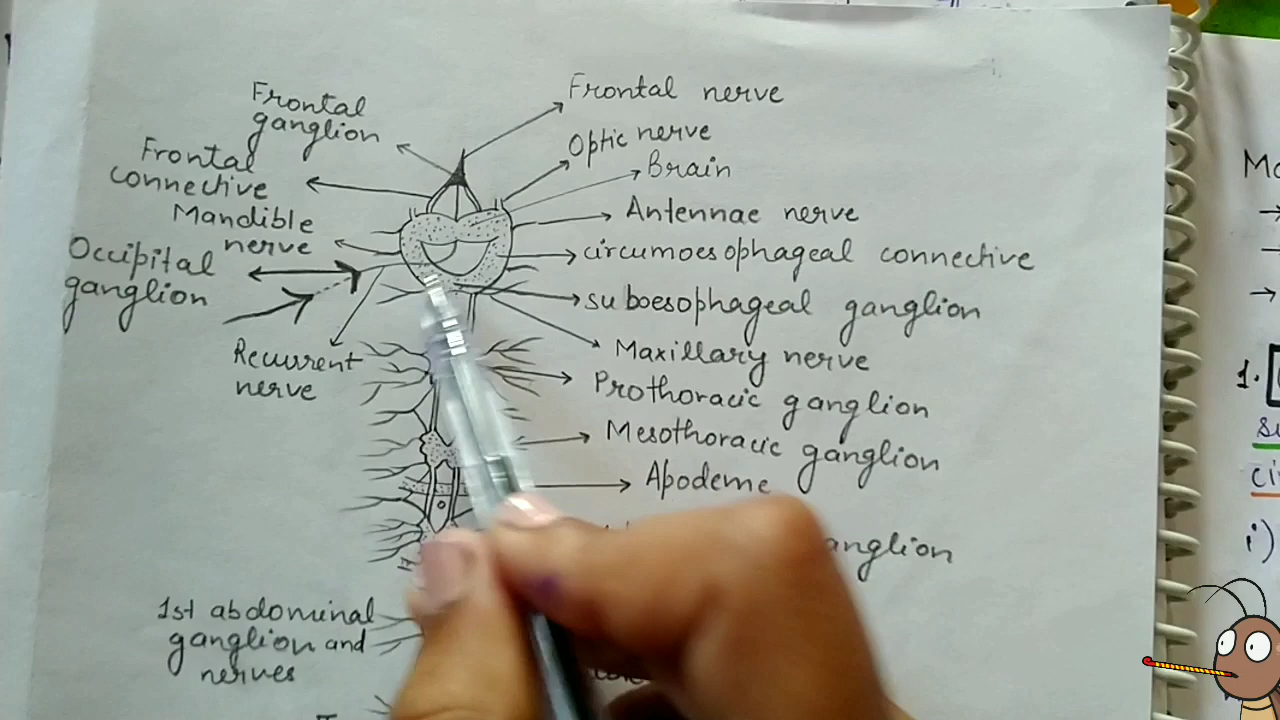 Frontal
ganglion
Frontal
connective
Mandible
nerve
Occipital
ganglion
Recurrent
nerve
1st abdominal
ganglion and
nerves
Frontal nerve
Optic nerve
Brain
Antennae nerve
circumoesophageal connective
suboesophageal ganglion
Maxillary nerve
Prothoracic ganglion
Mesothoracic ganglion
Apodeme
anglion
1.
i)